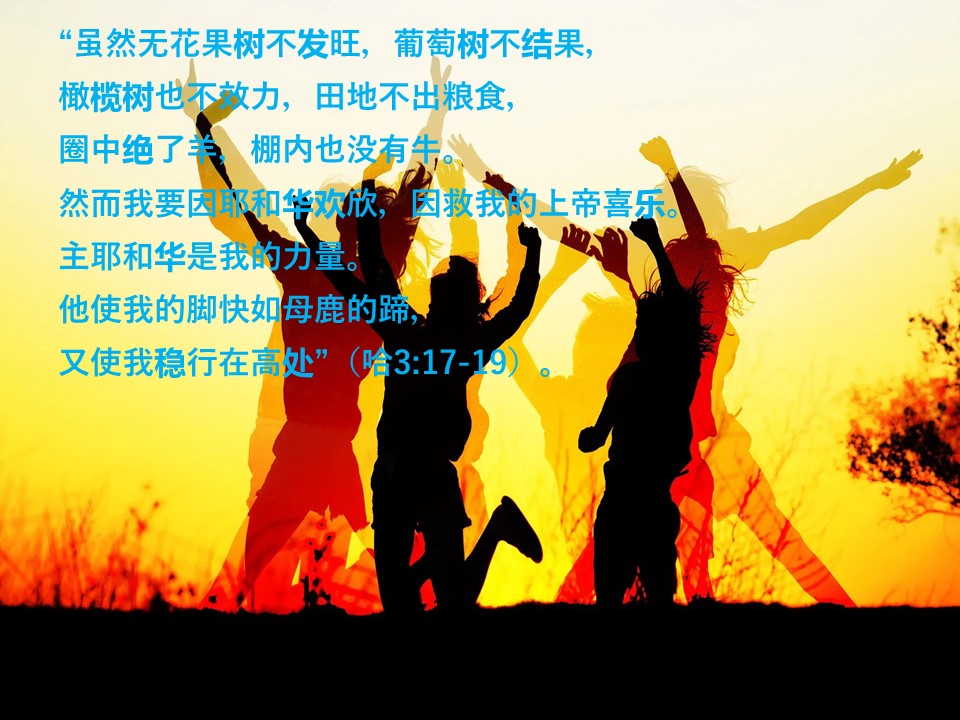 “虽然无花果树不发旺，葡萄树不结果，
橄榄树也不效力，田地不出粮食，
圈中绝了羊，棚内也没有牛。
然而我要因耶和华欢欣，因救我的上帝喜乐。
主耶和华是我的力量。
他使我的脚快如母鹿的蹄，
又使我稳行在高处”（哈3:17-19）。